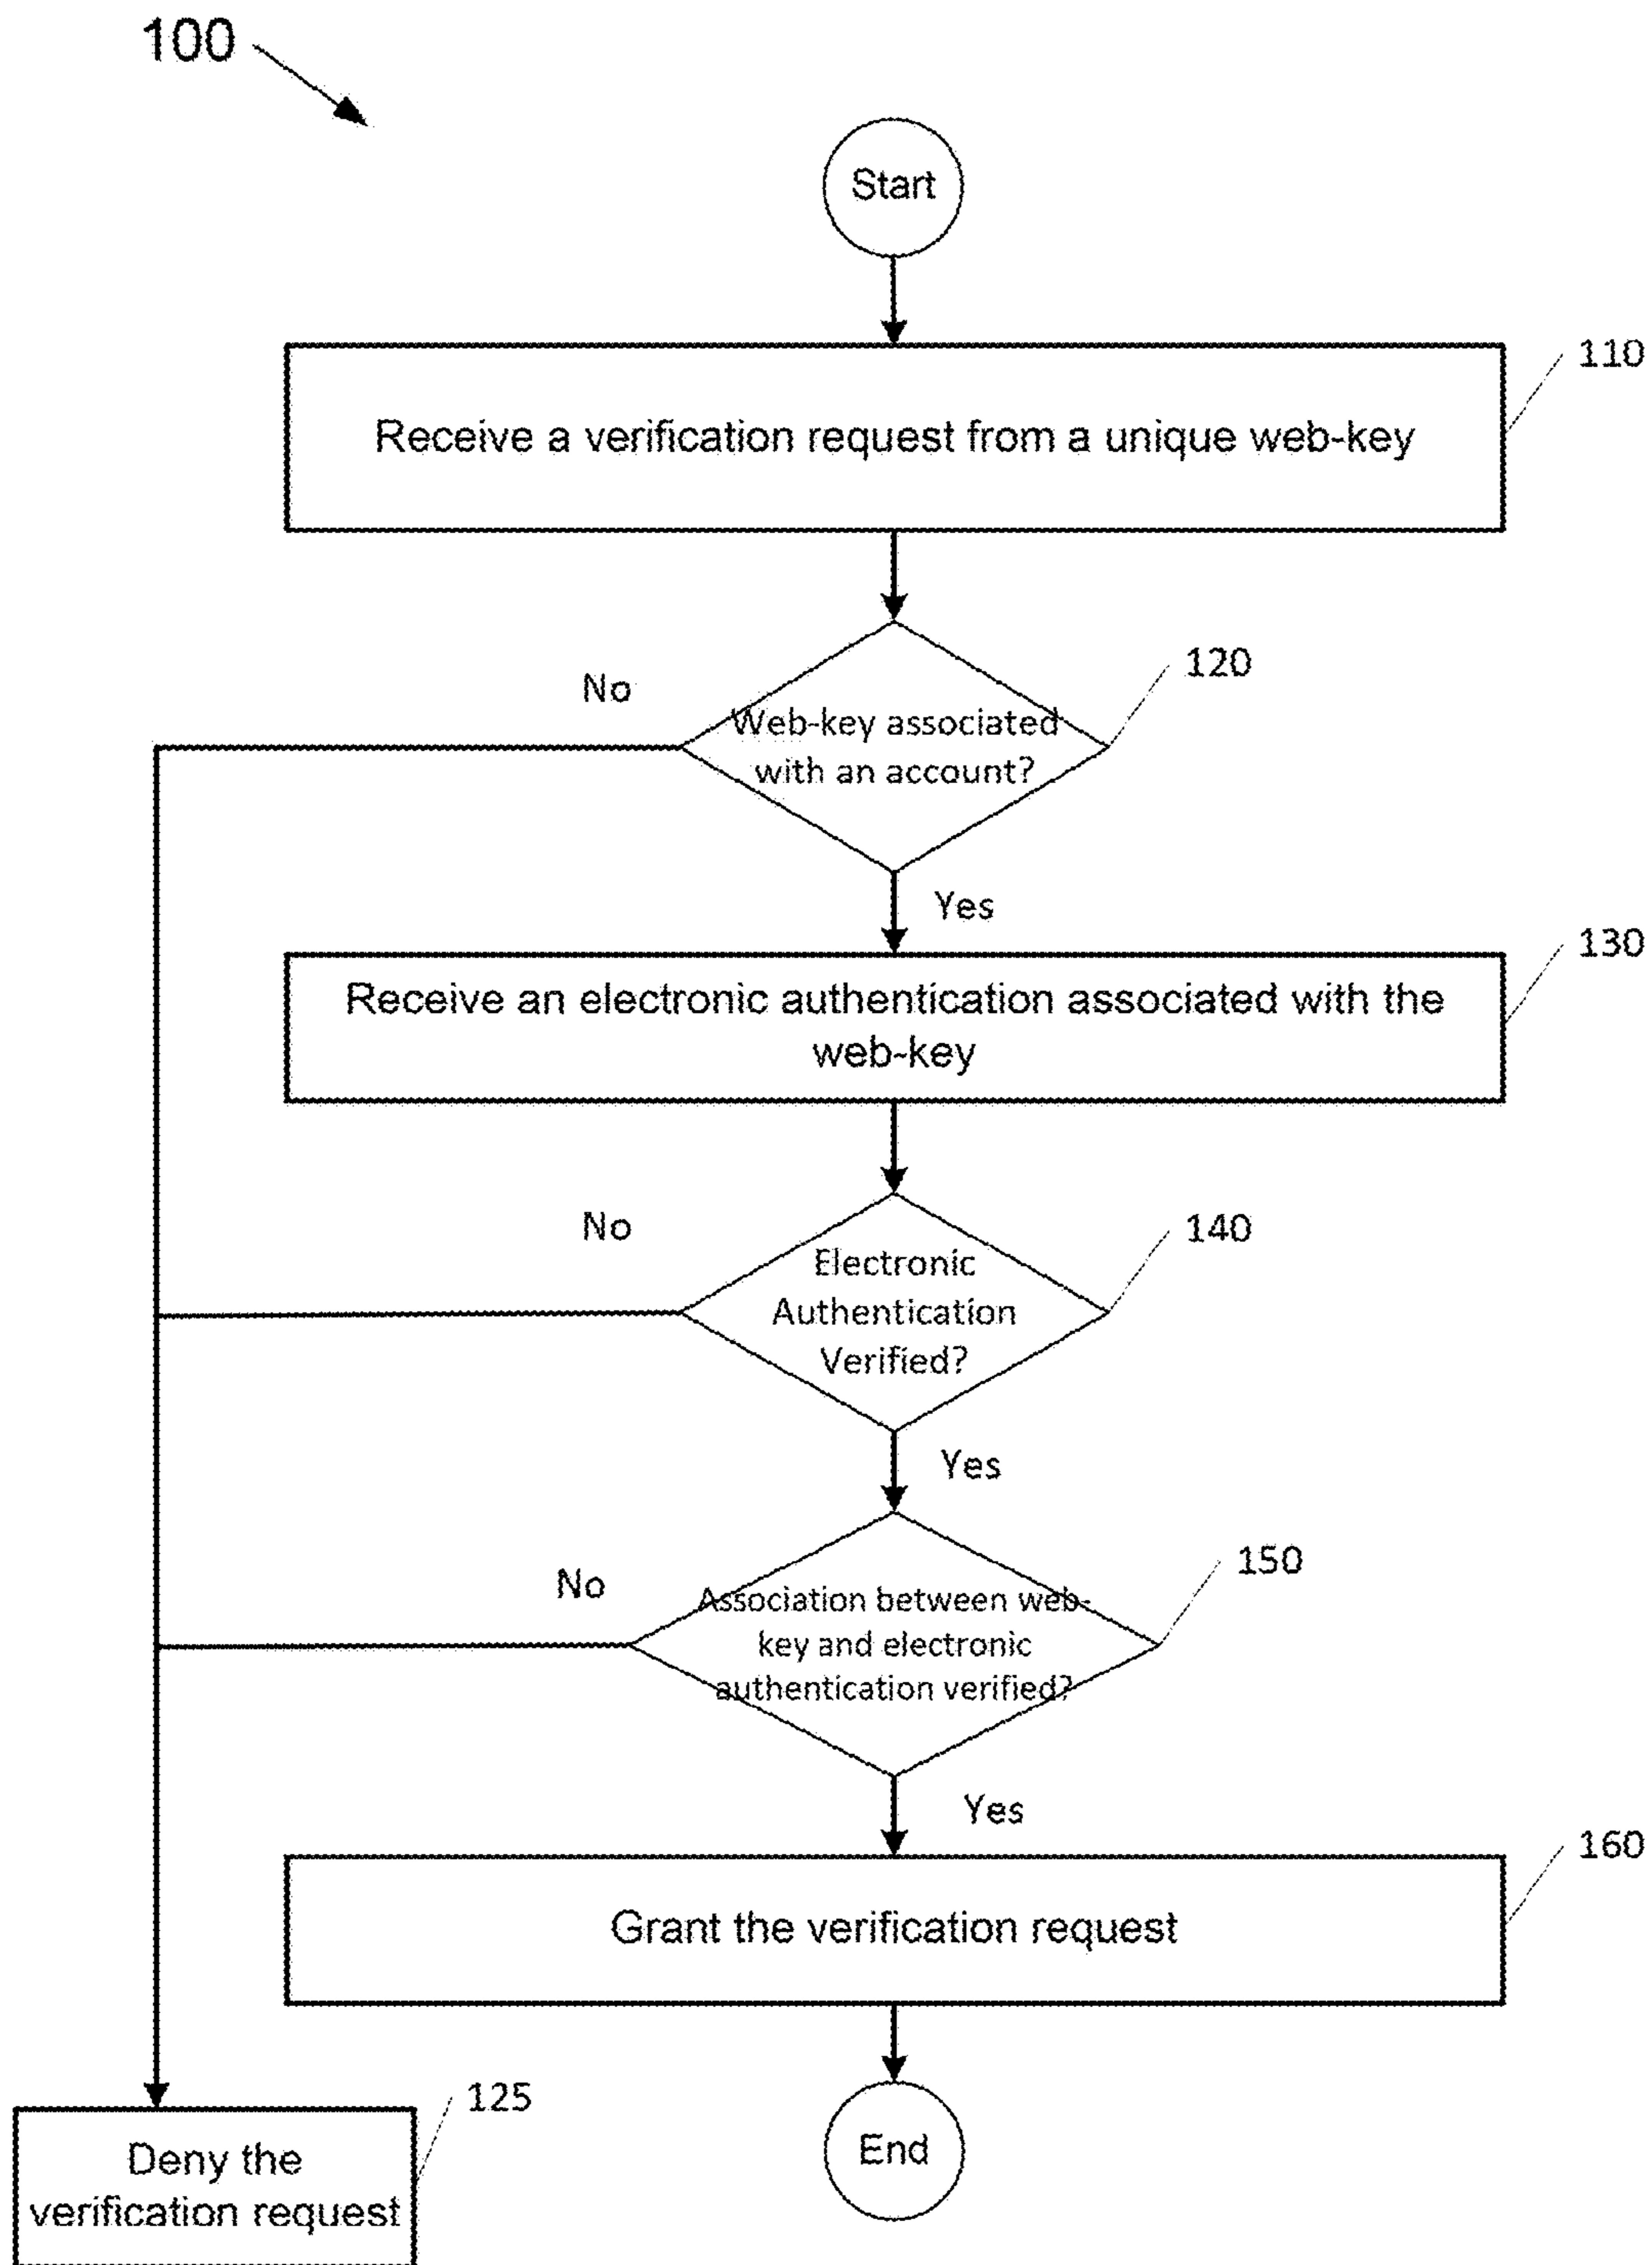 100
Start
110
Receive a verification request from a unique web-key
120
No
Web-key associated
with an account?
Yes
130
Receive an electronic authentication associated with the
web-key
140
No
Electronic
Authentication
Verified?
Yes
150
No
Association between web-
key and electronic
authentication verified?
Yes
160
Grant the verification request
125
Deny the
verification request
End